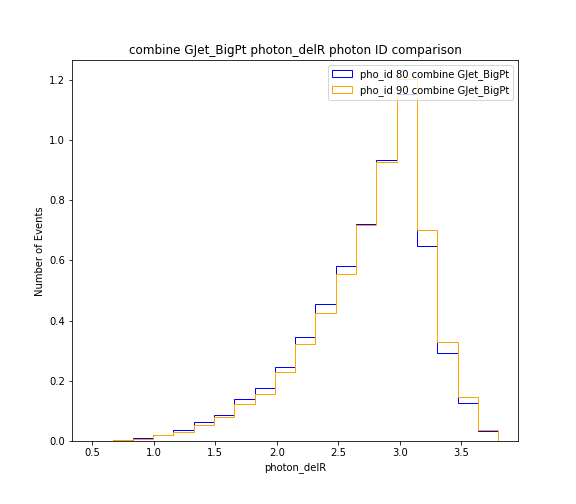 combine GJet_BigPt photon_delR photon ID comparison
pho_id 80 combine GJet_BigPt
pho_id 90 combine GJet_BigPt
Number of Events
1.2
1.0
0.8
0.6
0.4
0.2
0.0
0.5 1.0 1.5 2.0 2.5 3.0 3.5
photon_delR